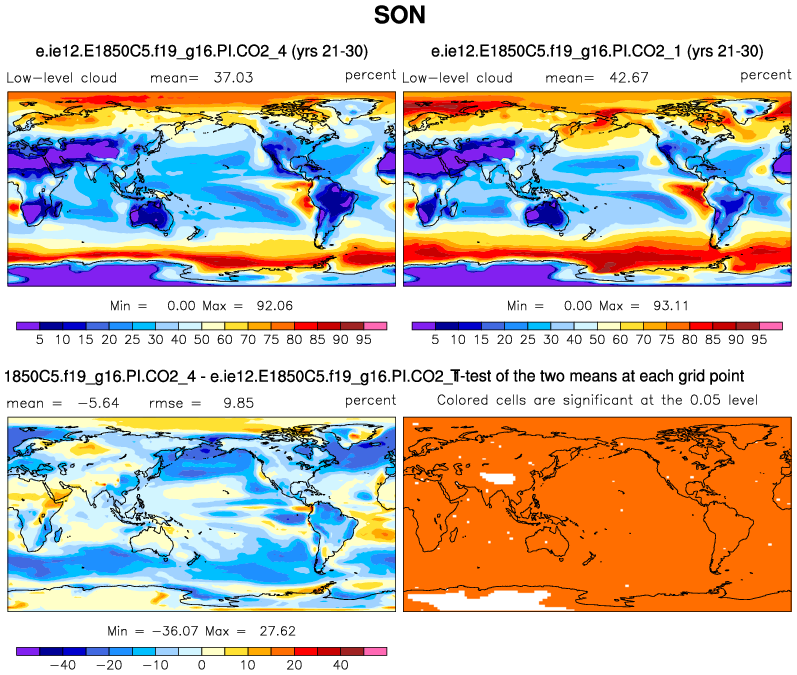 SON
e.ie12.E1850C5.f19_g16.PI.CO2_4 (yrs 21-30)
e.ie12.E1850C5.f19_g16.PI.CO2_1 (yrs 21-30)
Low-level cloud mean= 37.03 percent
Low-level cloud mean= 42.67 percent
Min = 0.00 Max = 92.06
Min = 0.00 Max = 93.11
5 10 15 20 25 30 40 50 60 70 80 85 90 95
5 10 15 20 25 30 40 50 60 70 80 85 90 95
1850C5.f19_g16.PI.CO2_4 - e.ie12.E1850C5.f19_g16.PI.CO2_
T-test of the two means at each grid point
mean = -5.64 rmse = 9.85 percent
Colored cells are significant at the 0.05 level
Min = -36.07 Max = 27.62
-40 -20 -10 0 10 20 40